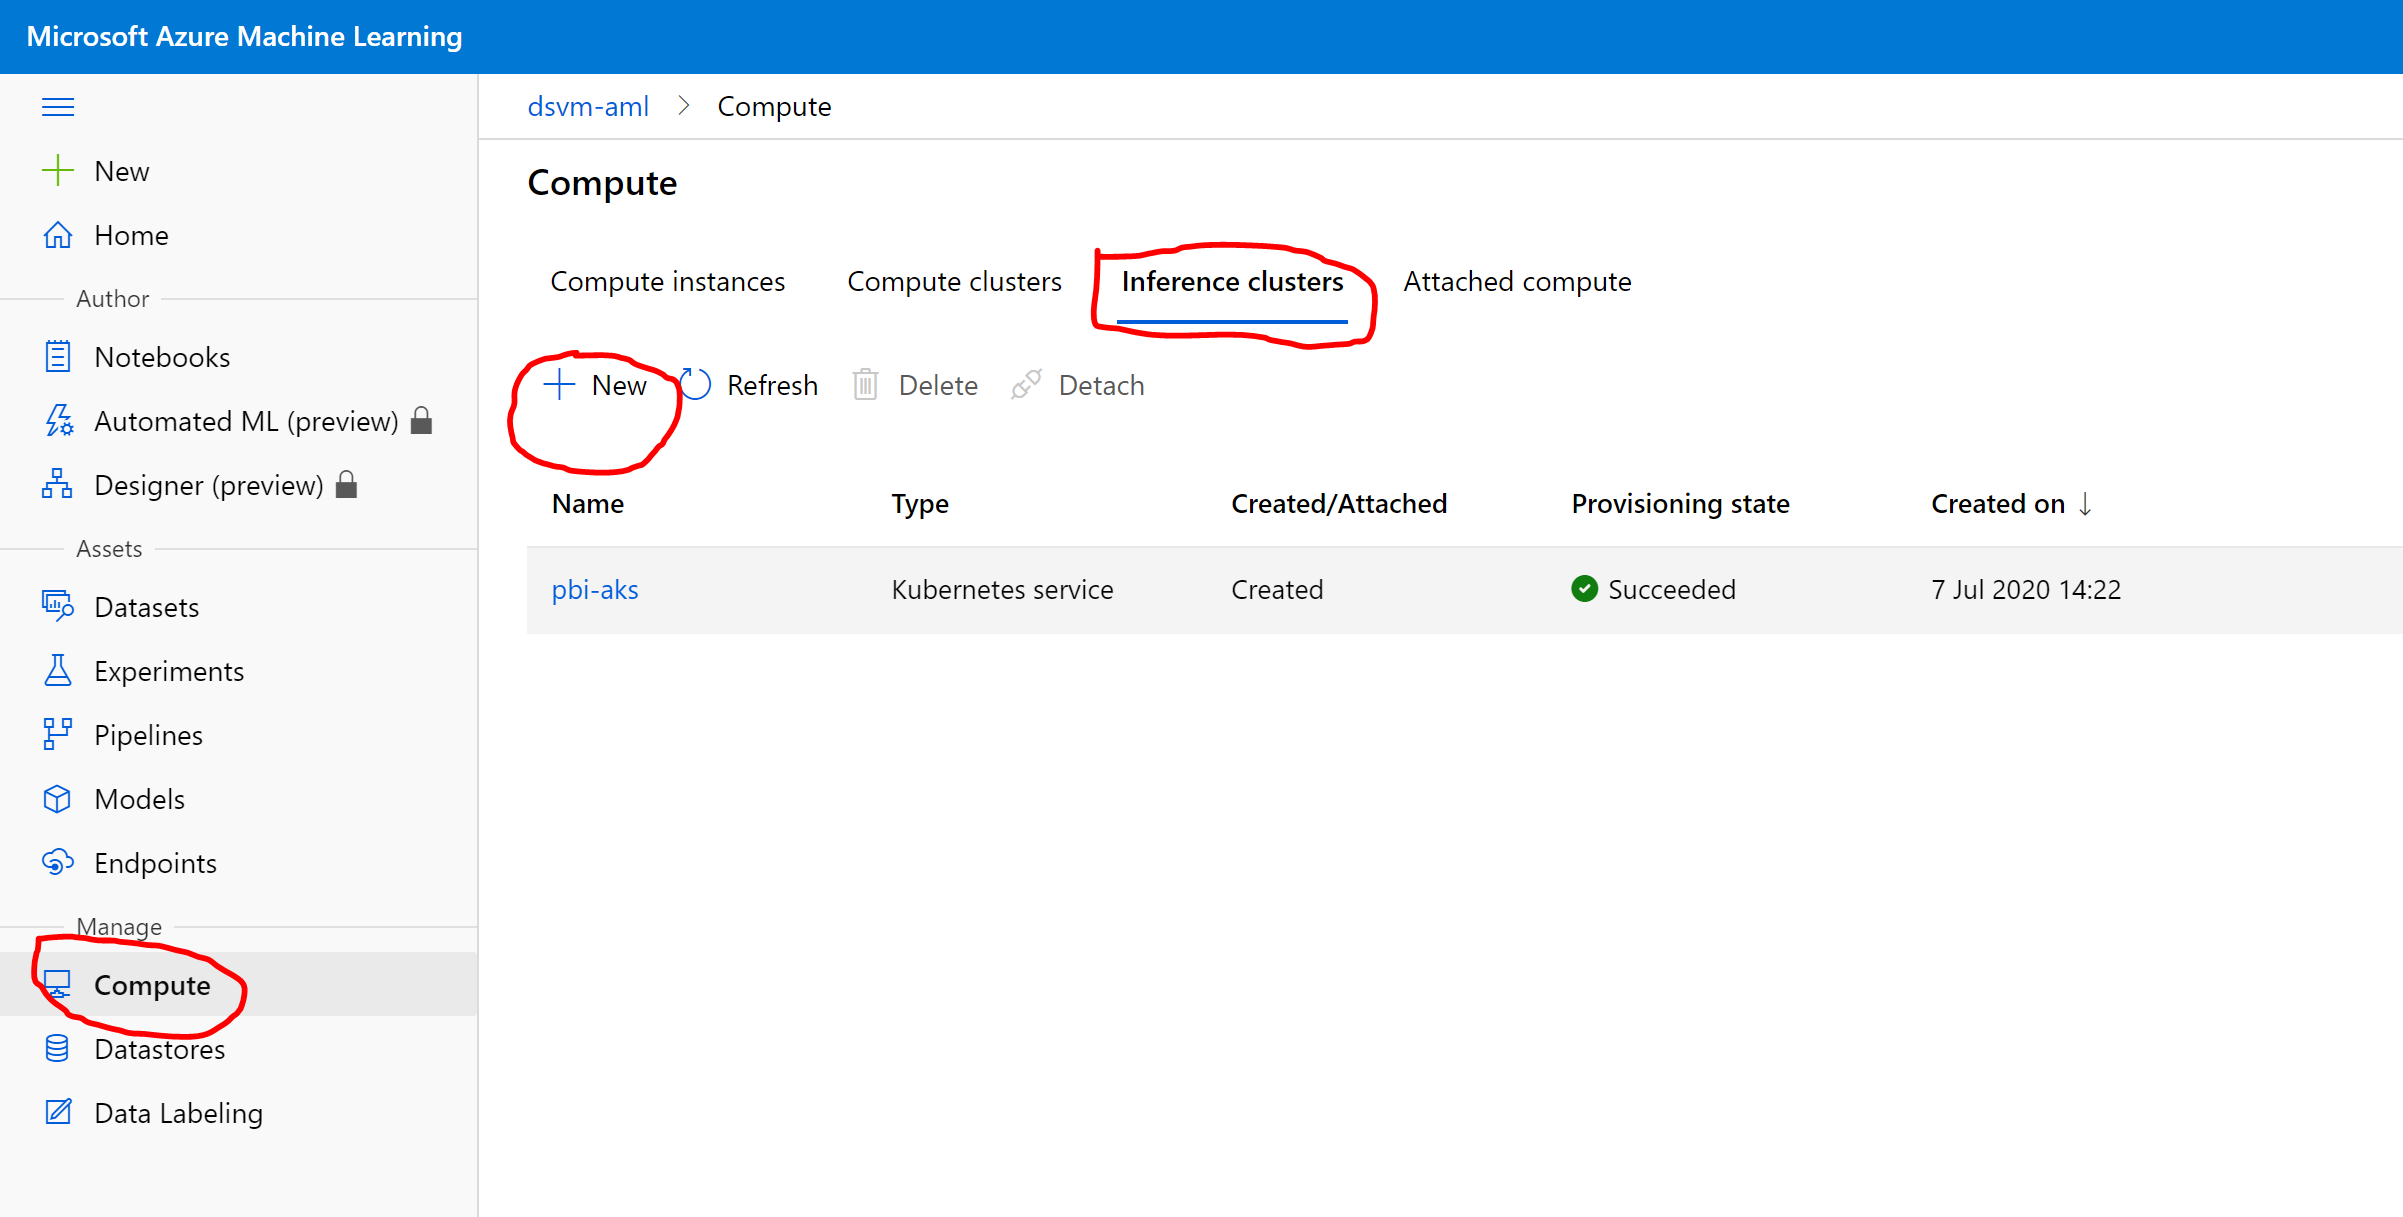 Microsoft Azure Machine Learning
New
Home
Author
Notebooks
Automated ML (preview)
Designer (preview)
Assets
Datasets
Experiments
Pipelines
Models
Endpoints
Manage
Compute
Datastores
Data Labeling
dsvm-aml > Compute
Compute
Compute instances Compute clusters Inference clusters Attached compute
New Refresh Delete Detach
Name Type Created/Attached Provisioning state Created on ↓
pbi-aks Kubernetes service Created Succeeded 7 Jul 2020 14:22